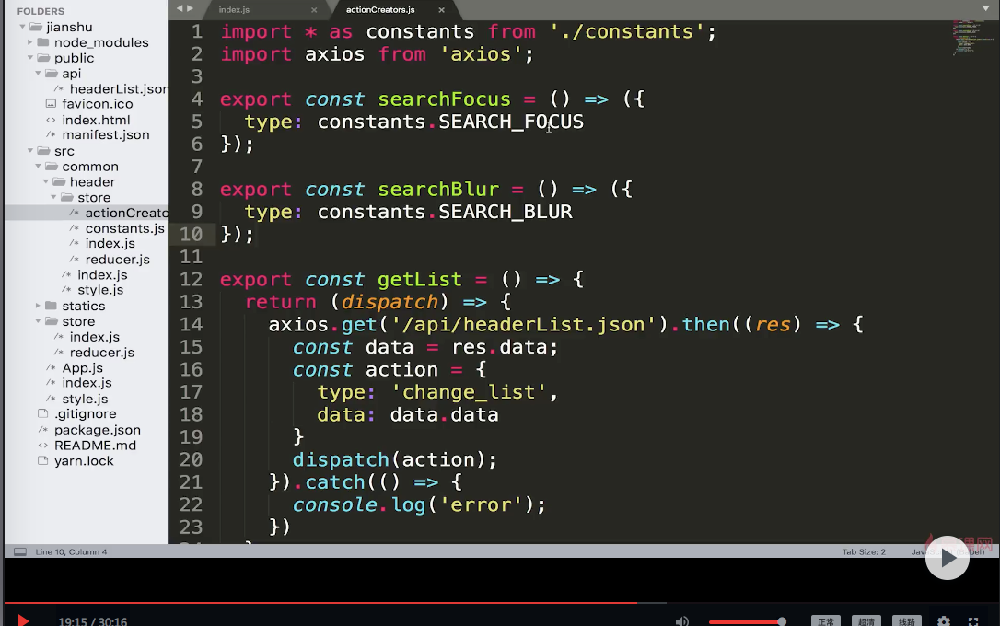 FOLDERS
jianshu
node_modules
public
api
headerList.json
favicon.ico
index.html
manifest.json
src
common
header
store
actionCreato
constants.js
index.js
reducer.js
index.js
style.js
statics
store
index.js
reducer.js
App.js
index.js
style.js
.gitignore
package.json
README.md
yarn.lock
index.js × actionCreators.js ×
1 import * as constants from './constants';
2 import axios from 'axios';
3
4 export const searchFocus = () => ({
5 type: constants.SEARCH_FOCUS
6 });
7
8 export const searchBlur = () => ({
9 type: constants.SEARCH_BLUR
10 });
11
12 export const getList = () => {
13 return (dispatch) => {
14 axios.get('/api/headerList.json').then((res) => {
15 const data = res.data;
16 const action = {
17 type: 'change_list',
18 data: data.data
19 }
20 dispatch(action);
21 }).catch(() => {
22 console.log('error');
23 })
Line 10, Column 4 Tab Size: 2
19:15 / 30:16 正常 超清 线路